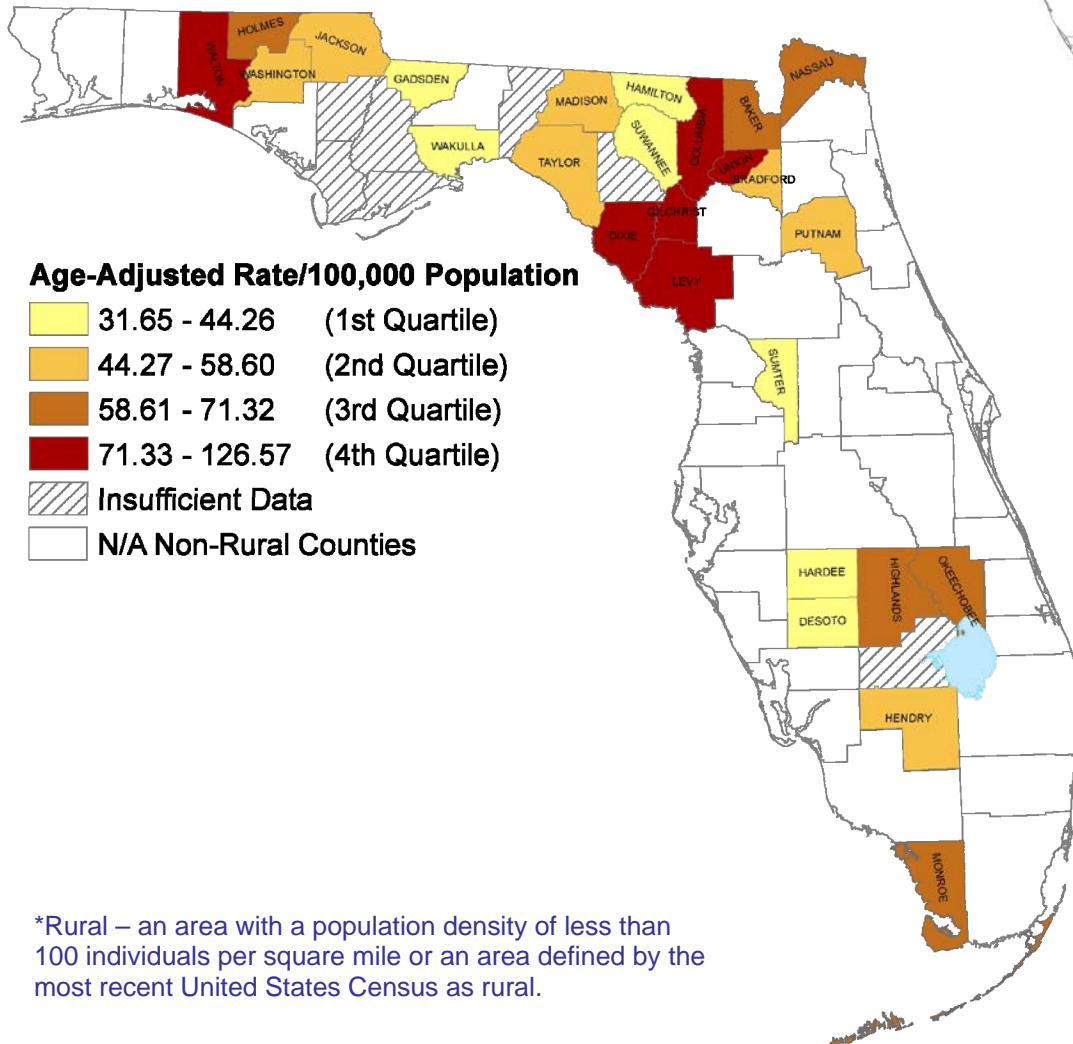 HOLMES
JACKSON
WALTON
WASHINGTON
GADSDEN
NASSAU
MADISON
HAMILTON
BAKER
COLUMBIA
SUWANNEE
WAKULLA
TAYLOR
UNION
BRADFORD
GILCHRIST
DIXIE
PUTNAM
LEVY
Age-Adjusted Rate/100,000 Population
31.65 - 44.26 (1st Quartile)
44.27 - 58.60 (2nd Quartile)
58.61 - 71.32 (3rd Quartile)
71.33 - 126.57 (4th Quartile)
Insufficient Data
N/A Non-Rural Counties
SUMTER
HARDEE
HIGHLANDS
OKEECHOBEE
DESOTO
HENDRY
MONROE
*Rural – an area with a population density of less than
100 individuals per square mile or an area defined by the
most recent United States Census as rural.